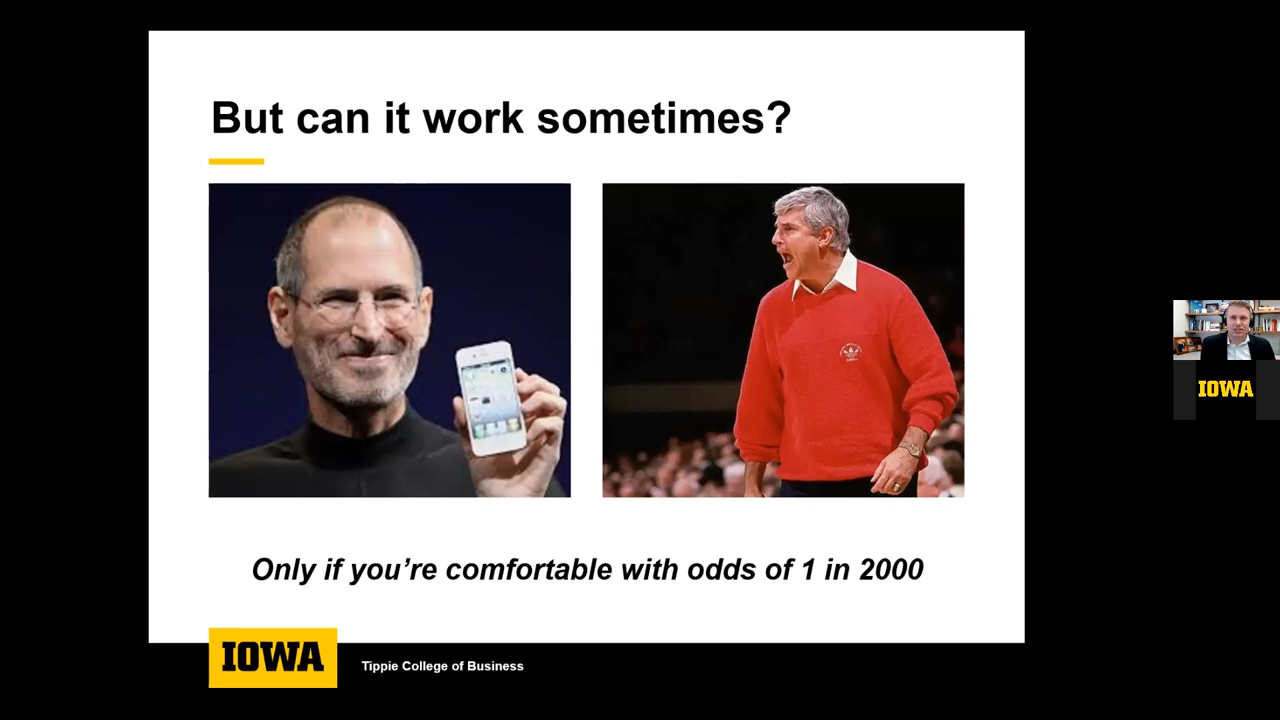 But can it work sometimes?
Only if you're comfortable with odds of 1 in 2000
IOWA
Tippie College of Business
IOWA